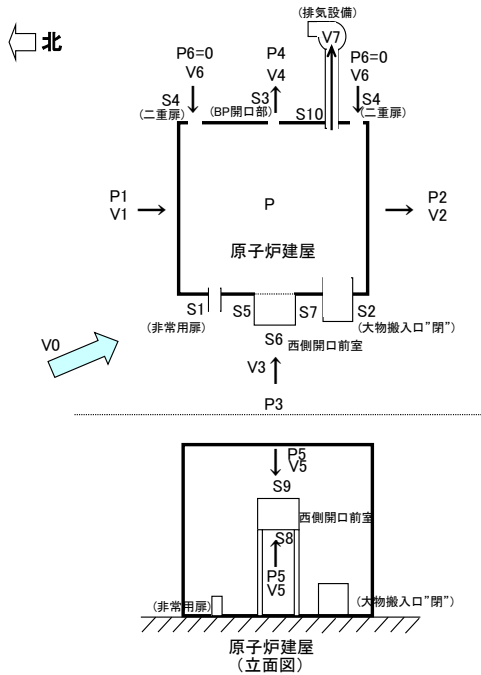 (排気設備)
北
V7
P6=0
V6
P4
V4
P6=0
V6
S4
(二重扉)
S3
(BP開口部)
S10
S4
(二重扉)
P1
V1
P
P2
V2
原子炉建屋
S1
(非常用扉)
S5
S7
S2
(大物搬入口"閉")
S6
西側開口前室
V0
V3
P3
P5
V5
S9
西側開口前室
S8
P5
V5
(非常用扉)
(大物搬入口"閉")
原子炉建屋
(立面図)